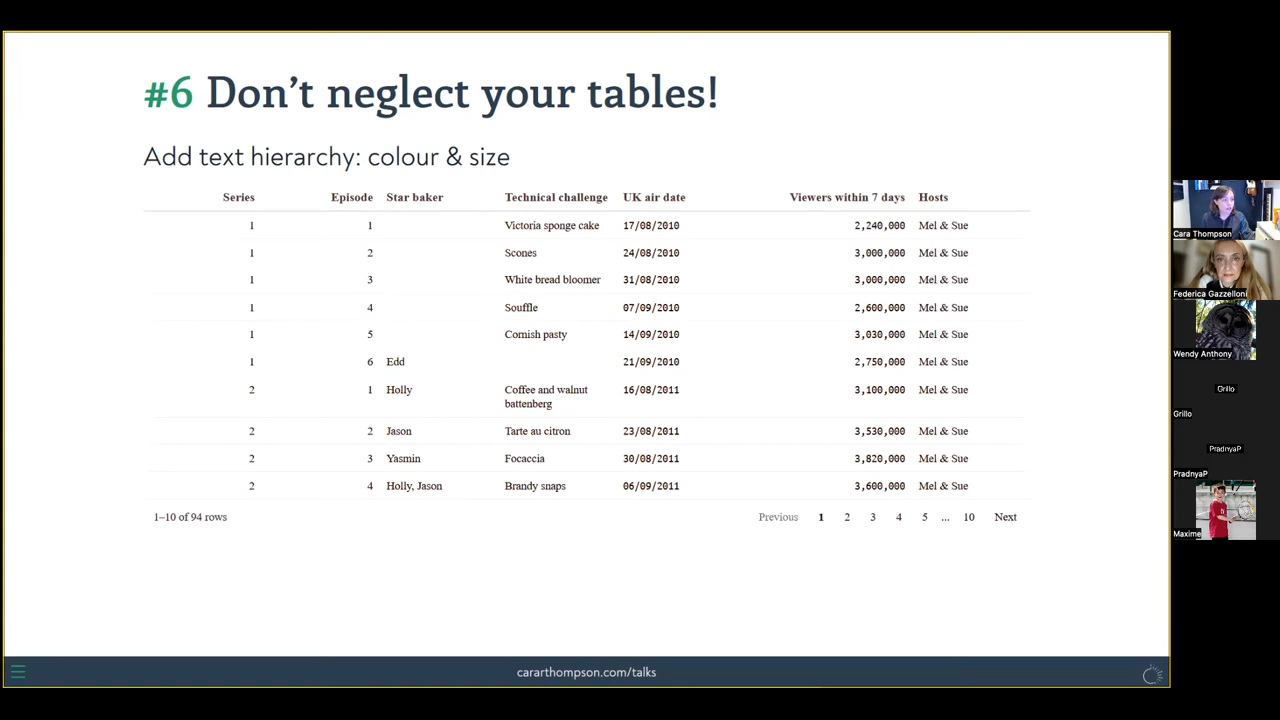 #6 Don't neglect your tables!
Add text hierarchy: colour & size
Series Episode Star baker Technical challenge UK air date Viewers within 7 days Hosts
1 1 Victoria sponge cake 17/08/2010 2,240,000 Mel & Sue
1 2 Scones 24/08/2010 3,000,000 Mel & Sue
1 3 White bread bloomer 31/08/2010 3,000,000 Mel & Sue
1 4 Souffle 07/09/2010 2,600,000 Mel & Sue
1 5 Cornish pasty 14/09/2010 3,030,000 Mel & Sue
1 6 Edd 21/09/2010 2,750,000 Mel & Sue
2 1 Holly Coffee and walnut 16/08/2011 3,100,000 Mel & Sue
battenberg
2 2 Jason Tarte au citron 23/08/2011 3,530,000 Mel & Sue
2 3 Yasmin Focaccia 30/08/2011 3,820,000 Mel & Sue
2 4 Holly, Jason Brandy snaps 06/09/2011 3,600,000 Mel & Sue
1–10 of 94 rows Previous 1 2 3 4 5 ... 10 Next
cararthompson.com/talks
Cara Thompson
Federica Gazzelloni
Wendy Anthony
Grillo
Grillo
PradnyaP
PradnyaP
Maxime